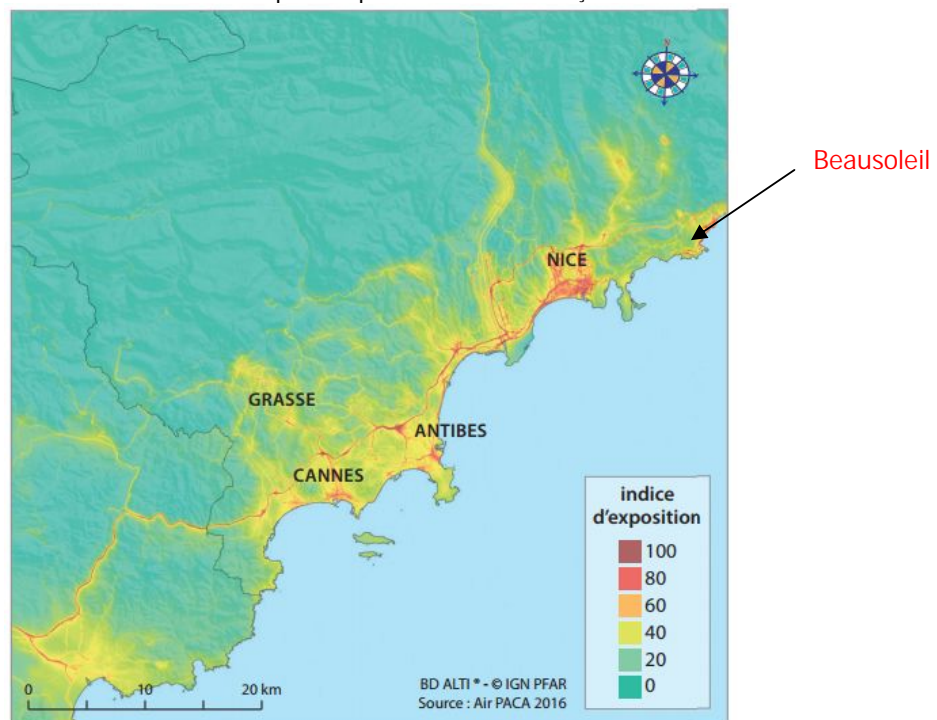 N
Beausoleil
NICE
GRASSE
ANTIBES
CANNES
indice
d'exposition
100
80
60
40
20
0
0 10 20 km
BD ALTI ® - © IGN PFAR
Source : Air PACA 2016